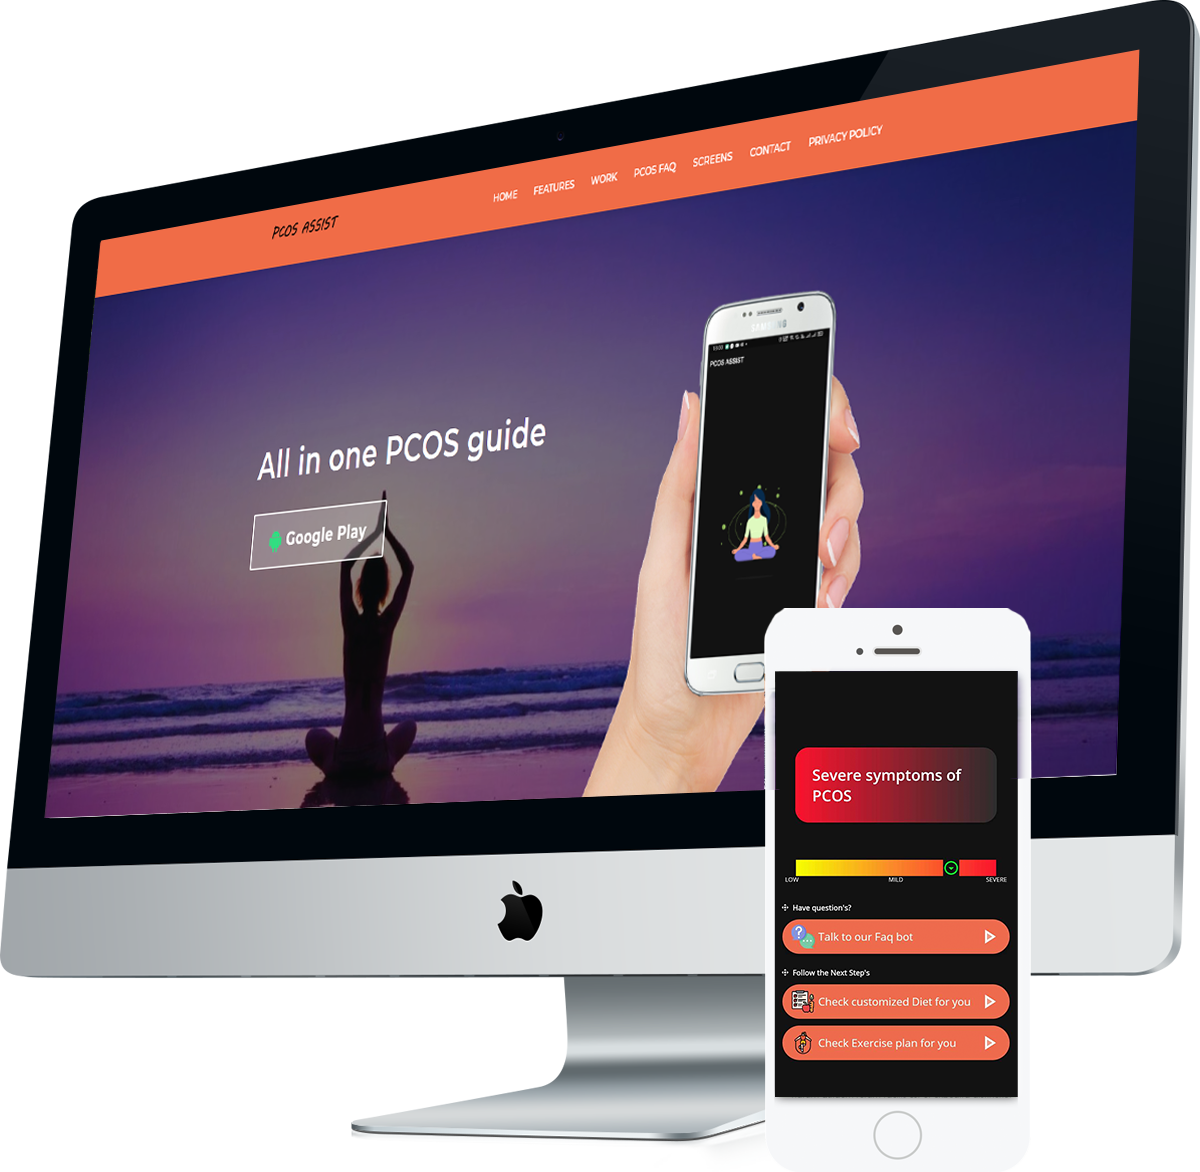 PCOS ASSIST
HOME FEATURES WORK PCOS FAQ SCREENS CONTACT PRIVACY POLICY
All in one PCOS guide
Google Play
SAMSUNG
PCOS ASSIST
Severe symptoms of
PCOS
LOW MILD SEVERE
Have question's?
Talk to our Faq bot
Follow the Next Step's
Check customized Diet for you
Check Exercise plan for you